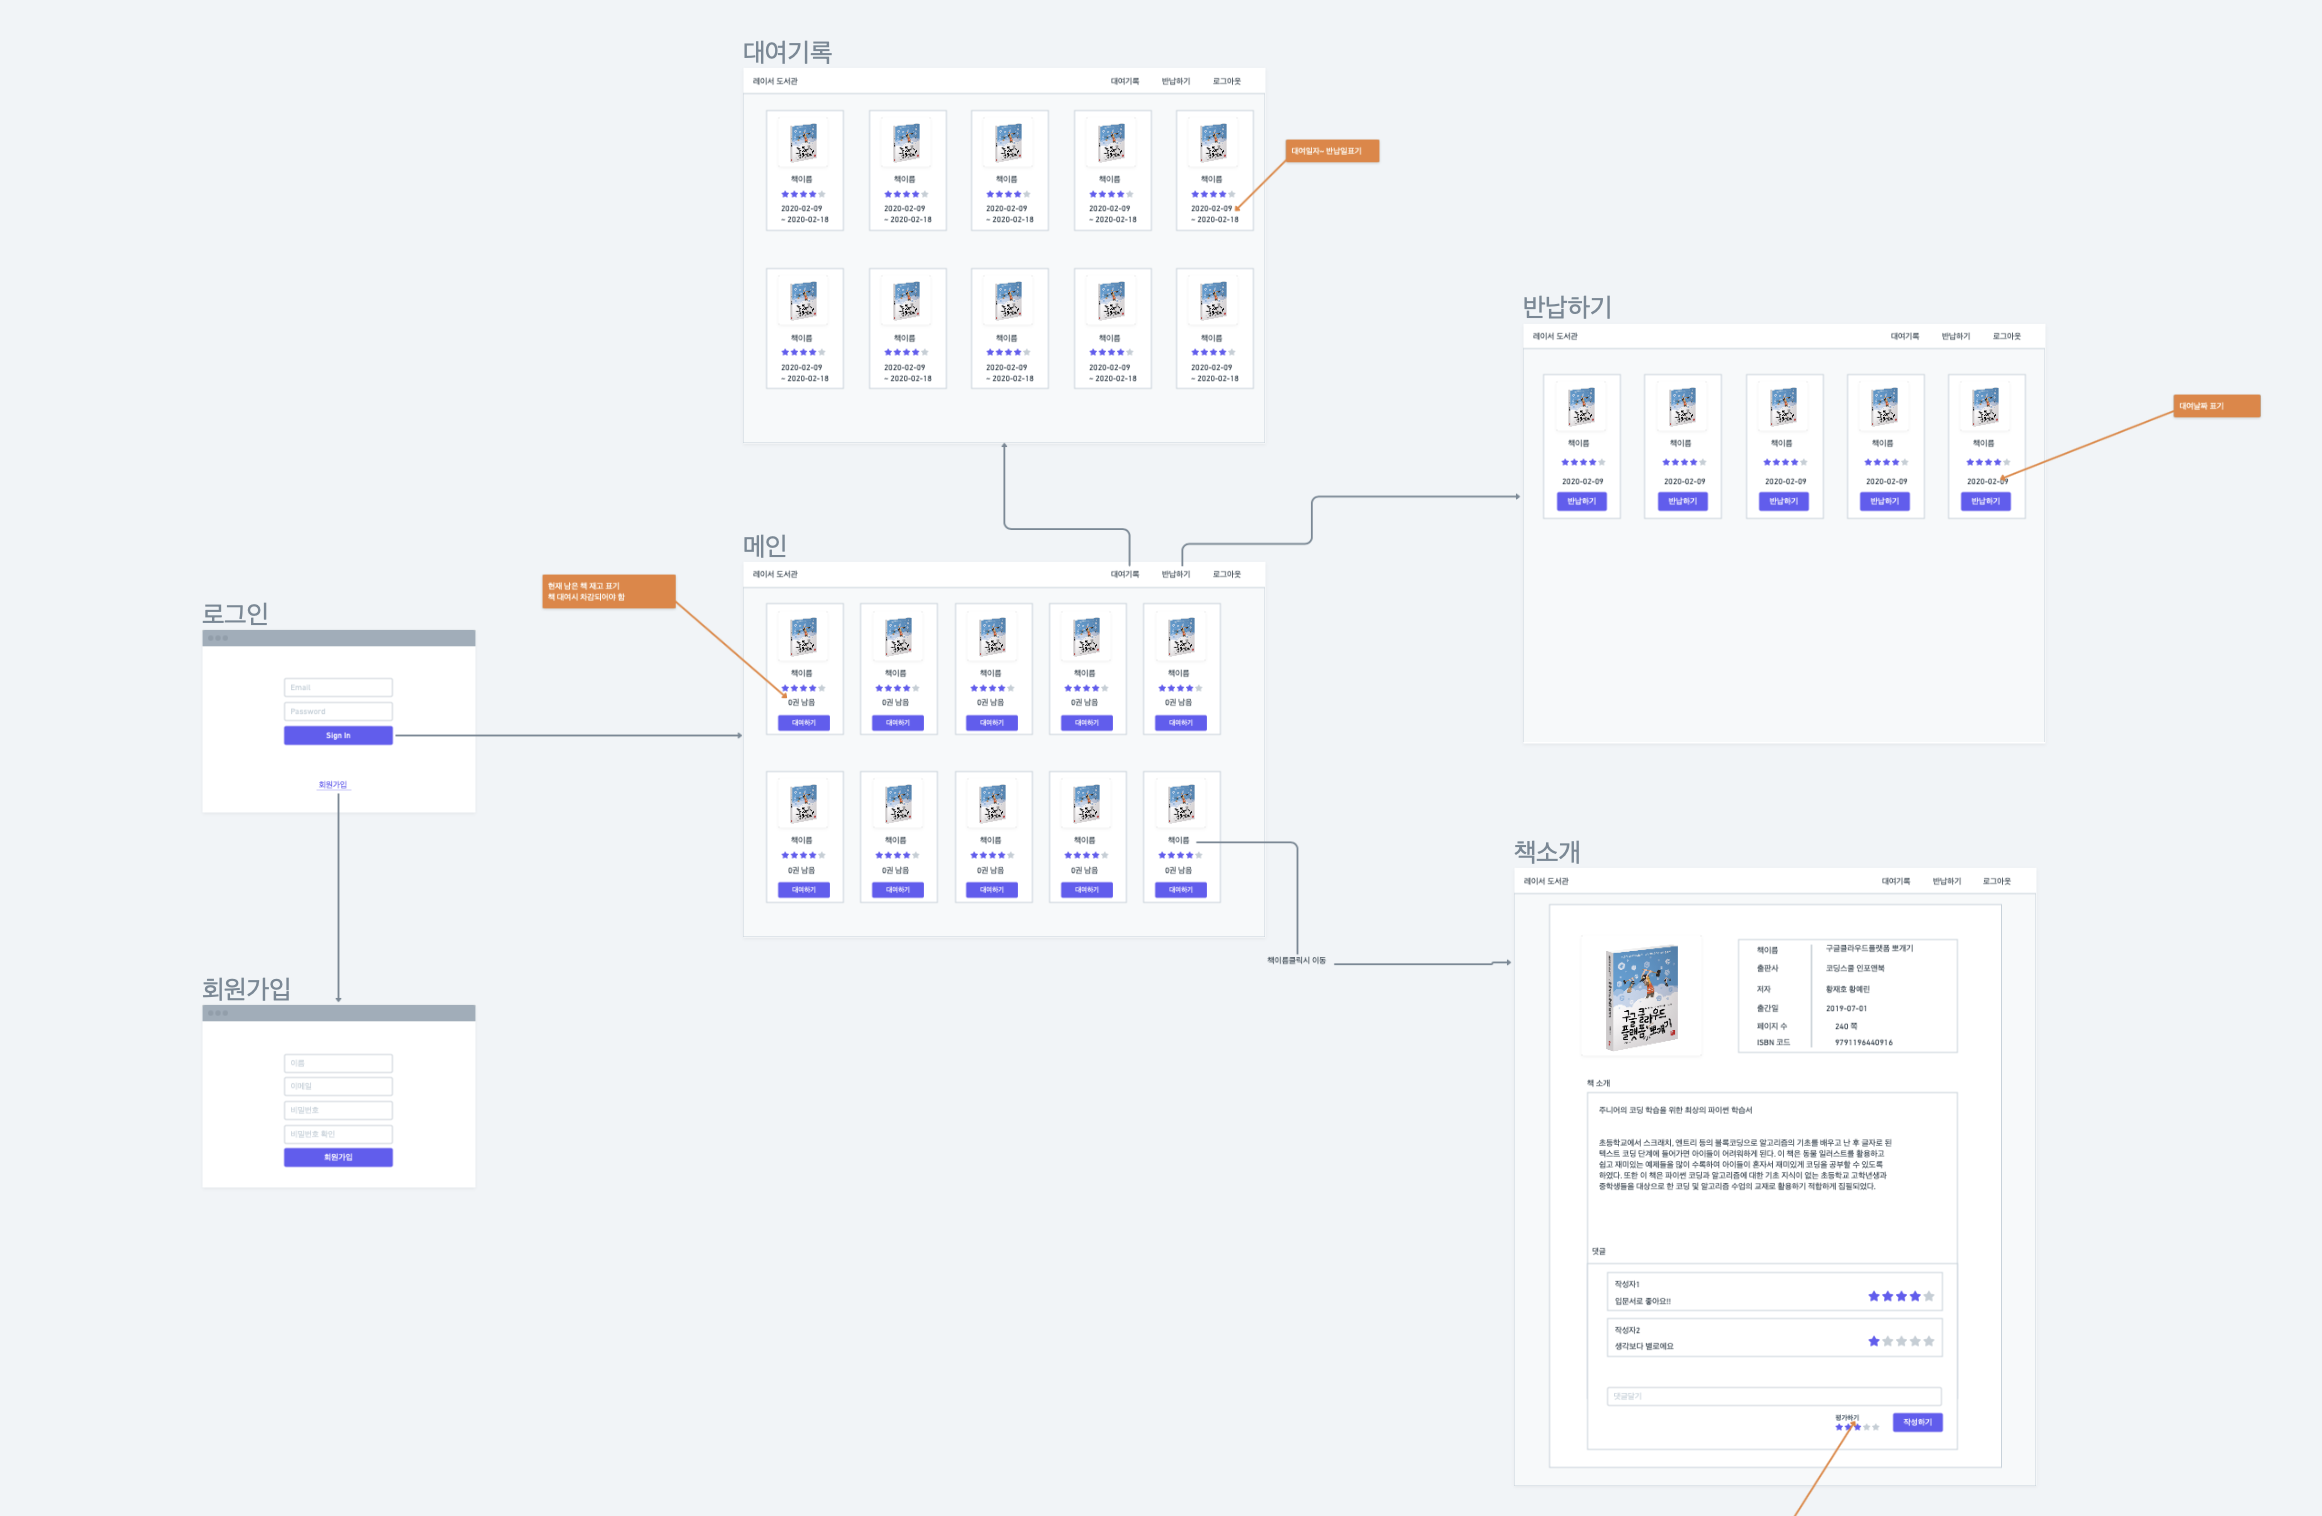 대여기록
레이서 도서관 대여기록 반납하기 로그아웃
책이름 책이름 책이름 책이름 책이름
2020-02-09 2020-02-09 2020-02-09 2020-02-09 2020-02-09
~ 2020-02-18 ~ 2020-02-18 ~ 2020-02-18 ~ 2020-02-18 ~ 2020-02-18
책이름 책이름 책이름 책이름 책이름
2020-02-09 2020-02-09 2020-02-09 2020-02-09 2020-02-09
~ 2020-02-18 ~ 2020-02-18 ~ 2020-02-18 ~ 2020-02-18 ~ 2020-02-18
대여일자~ 반납일표기
반납하기
레이서 도서관 대여기록 반납하기 로그아웃
책이름 책이름 책이름 책이름 책이름
2020-02-09 2020-02-09 2020-02-09 2020-02-09 2020-02-09
반납하기 반납하기 반납하기 반납하기 반납하기
대여날짜 표기
메인
레이서 도서관 대여기록 반납하기 로그아웃
책이름 책이름 책이름 책이름 책이름
0권 남음 0권 남음 0권 남음 0권 남음 0권 남음
대여하기 대여하기 대여하기 대여하기 대여하기
책이름 책이름 책이름 책이름 책이름
0권 남음 0권 남음 0권 남음 0권 남음 0권 남음
대여하기 대여하기 대여하기 대여하기 대여하기
현재 남은 책 재고 표기
책 대여시 차감되어야 함
책이름클릭시 이동
로그인
Email
Password
Sign In
회원가입
회원가입
이름
이메일
비밀번호
비밀번호 확인
회원가입
책소개
레이서 도서관 대여기록 반납하기 로그아웃
구글 클라우드
플랫폼 뽀개기
책이름 구글클라우드플랫폼 뽀개기
출판사 코딩스쿨 인포앤북
저자 황재호 황예린
출간일 2019-07-01
페이지 수 240 쪽
ISBN 코드 9791196440916
책 소개
주니어의 코딩 학습을 위한 최상의 파이썬 학습서
초등학교에서 스크래치, 엔트리 등의 블록코딩으로 알고리즘의 기초를 배우고 난 후 글자로 된
텍스트 코딩 단계에 들어가면 아이들이 어려워하게 된다. 이 책은 동물 일러스트를 활용하고
쉽고 재미있는 예제들을 많이 수록하여 아이들이 혼자서 재미있게 코딩을 공부할 수 있도록
하였다. 또한 이 책은 파이썬 코딩과 알고리즘에 대한 기초 지식이 없는 초등학교 고학년생과
중학생들을 대상으로 한 코딩 및 알고리즘 수업의 교재로 활용하기 적합하게 집필되었다.
댓글
작성자1
입문서로 좋아요!!
작성자2
생각보다 별로에요
댓글달기
평가하기
작성하기